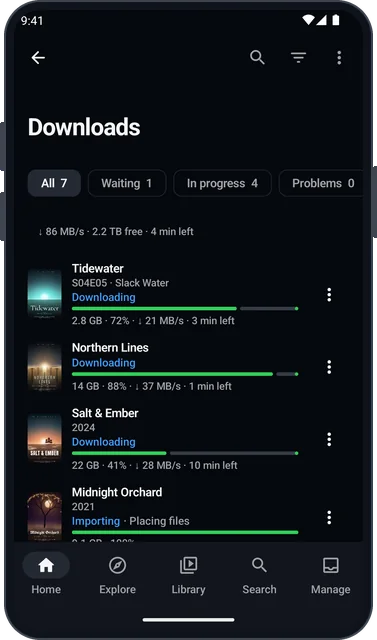 9:41
Downloads
All 7
Waiting 1
In progress 4
Problems 0
↓ 86 MB/s · 2.2 TB free · 4 min left
Tidewater
Tidewater
S04E05 · Slack Water
Downloading
2.8 GB · 72% · ↓ 21 MB/s · 3 min left
Northern Lines
Downloading
14 GB · 88% · ↓ 37 MB/s · 1 min left
Salt & Ember
SALT & EMBER
2024
Downloading
22 GB · 41% · ↓ 28 MB/s · 10 min left
Midnight Orchard
Midnight Orchard
2021
Importing · Placing files
Home
Explore
Library
Search
Manage